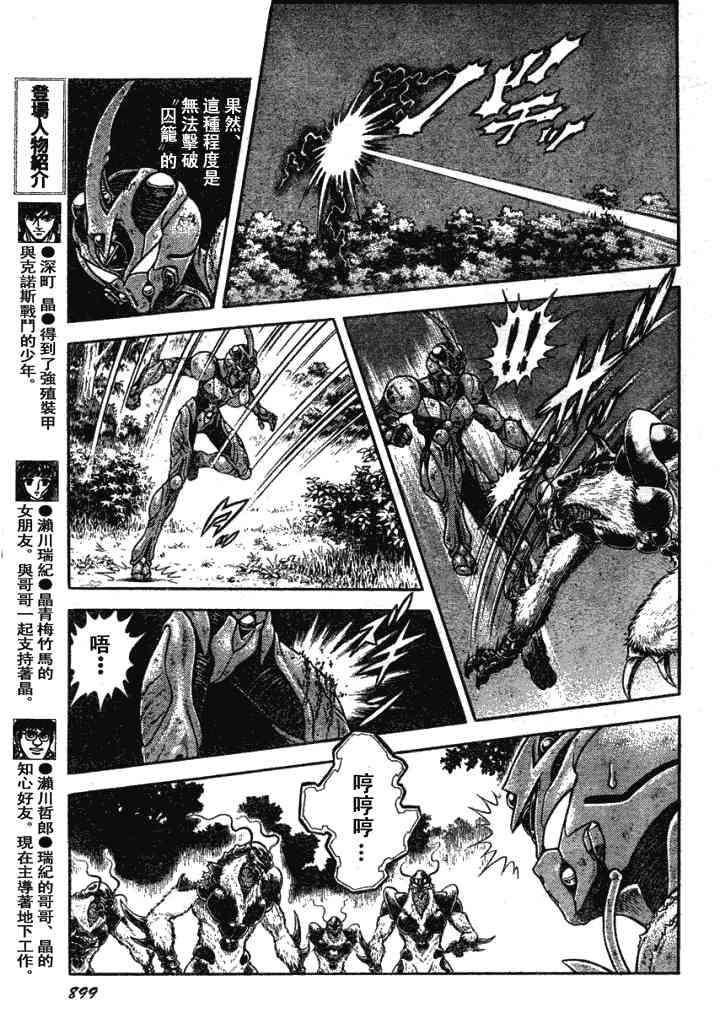 バチッ
果然、
這種程度是
無法擊破
〝囚籠〞的
!!
唔…
哼哼哼…
登場人物紹介
●深町 晶●得到了強殖裝甲
與克諾斯戰鬥的少年。
●瀨川瑞紀●晶青梅竹馬的
女朋友。與哥哥一起支持著晶。
●瀨川哲郎●瑞紀的哥哥、晶的
知心好友。現在主導著地下工作。
899